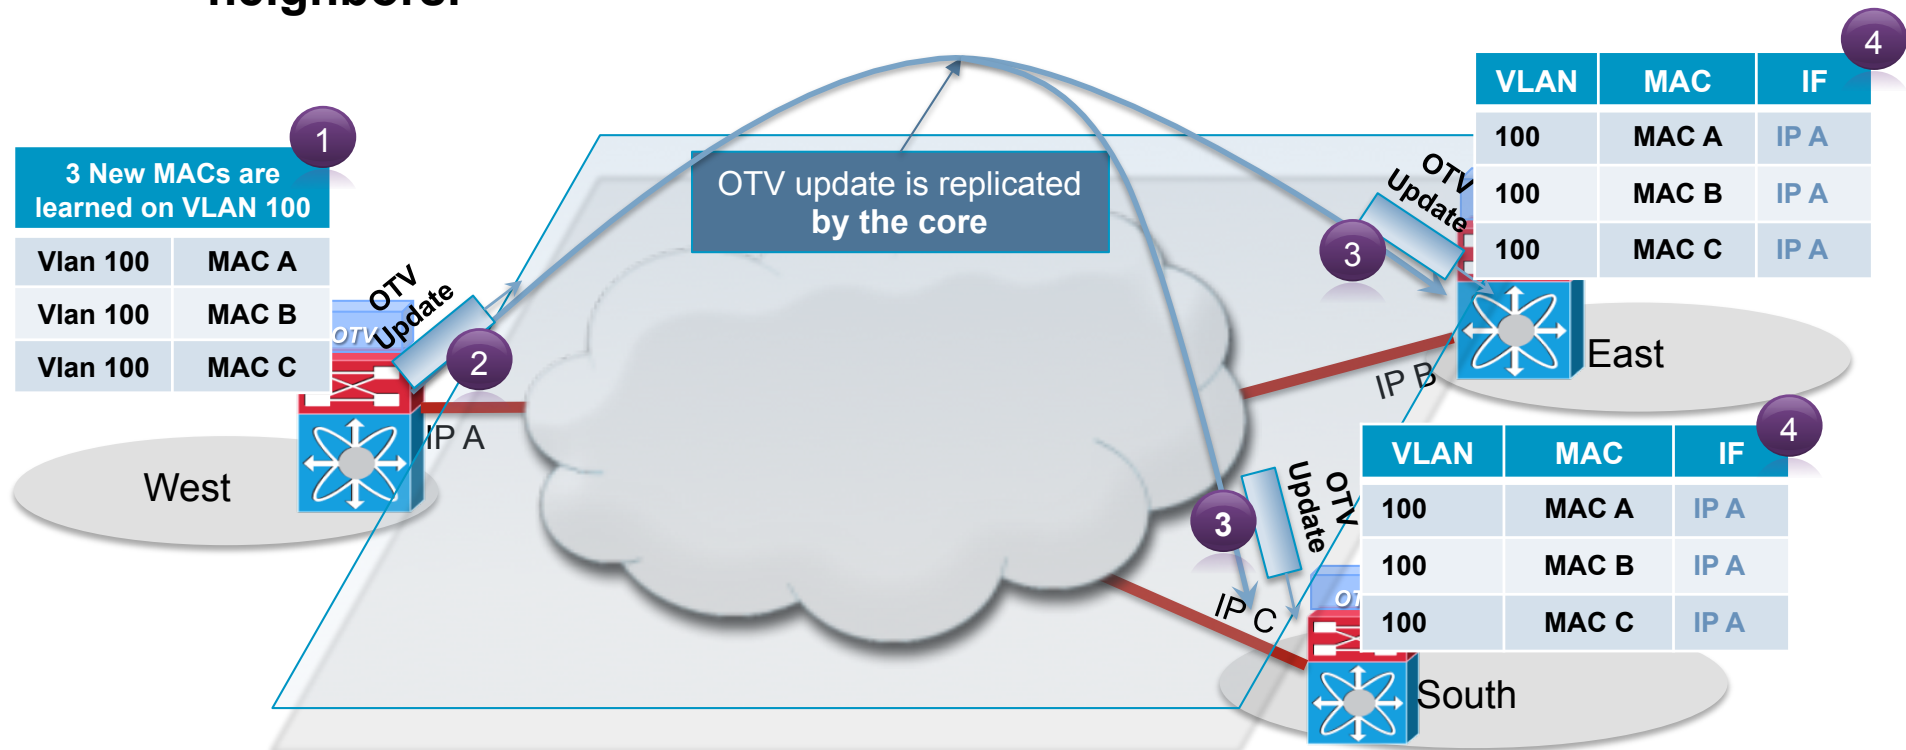 neighbors.
4
VLAN MAC IF
100 MAC A IP A
100 MAC B IP A
100 MAC C IP A
1
3 New MACs are
learned on VLAN 100
Vlan 100 MAC A
Vlan 100 MAC B
Vlan 100 MAC C
OTV update is replicated
by the core
OTV
Update
3
OTV
Update
OTV
2
IP A
West
East
IP B
4
VLAN MAC IF
100 MAC A IP A
100 MAC B IP A
100 MAC C IP A
OTV
Update
3
IP C
South